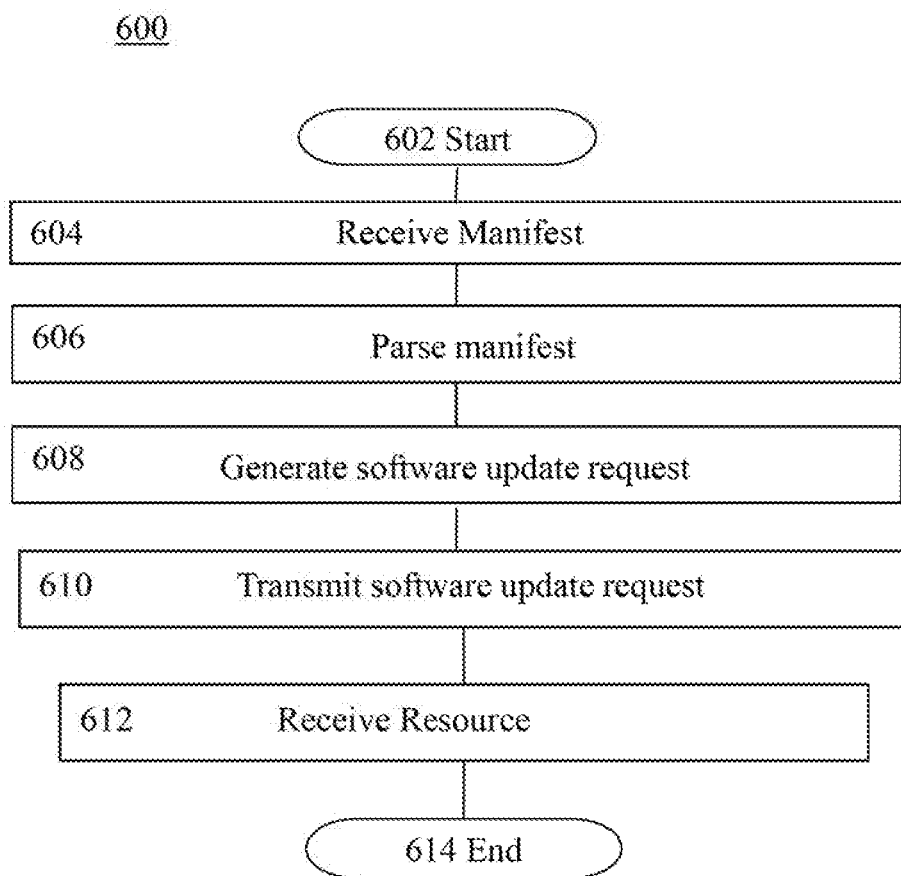 600
602 Start
604 Receive Manifest
606 Parse manifest
608 Generate software update request
610 Transmit software update request
612 Receive Resource
614 End